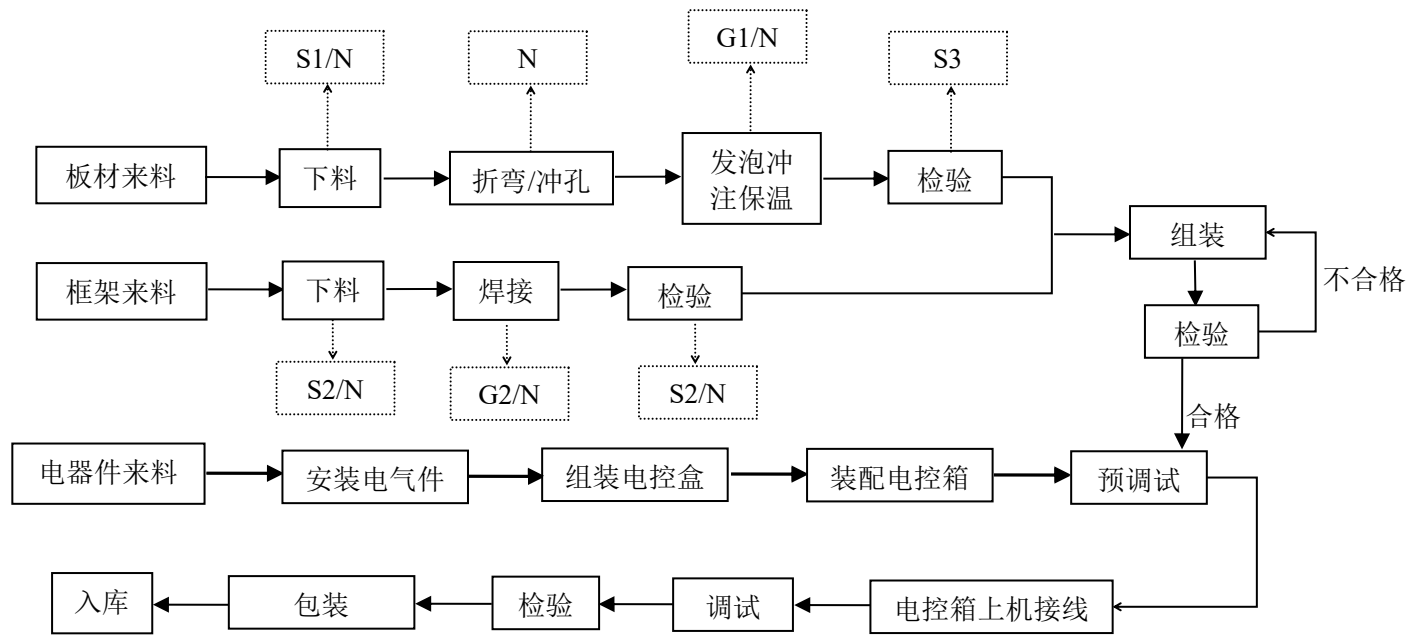 S1/N
N
G1/N
S3
板材来料
下料
折弯/冲孔
发泡冲
注保温
检验
组装
不合格
框架来料
下料
焊接
检验
检验
S2/N
G2/N
S2/N
合格
电器件来料
安装电气件
组装电控盒
装配电控箱
预调试
入库
包装
检验
调试
电控箱上机接线